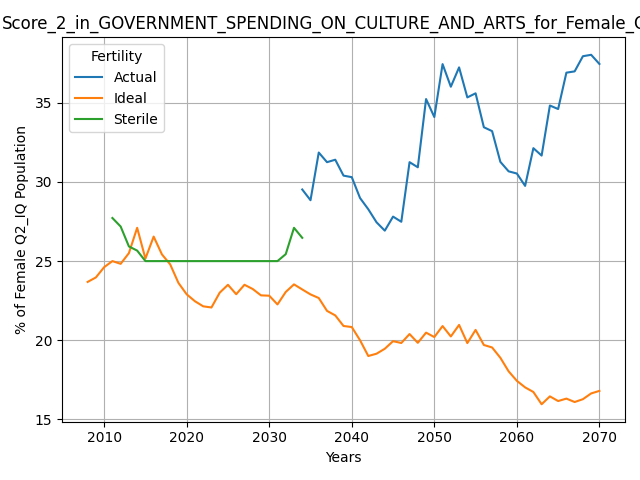 Score_2_in_GOVERNMENT_SPENDING_ON_CULTURE_AND_ARTS_for_Female_
Fertility
Actual
Ideal
Sterile
% of Female Q2_IQ Population
35
30
25
20
15
2010
2020
2030
2040
2050
2060
2070
Years